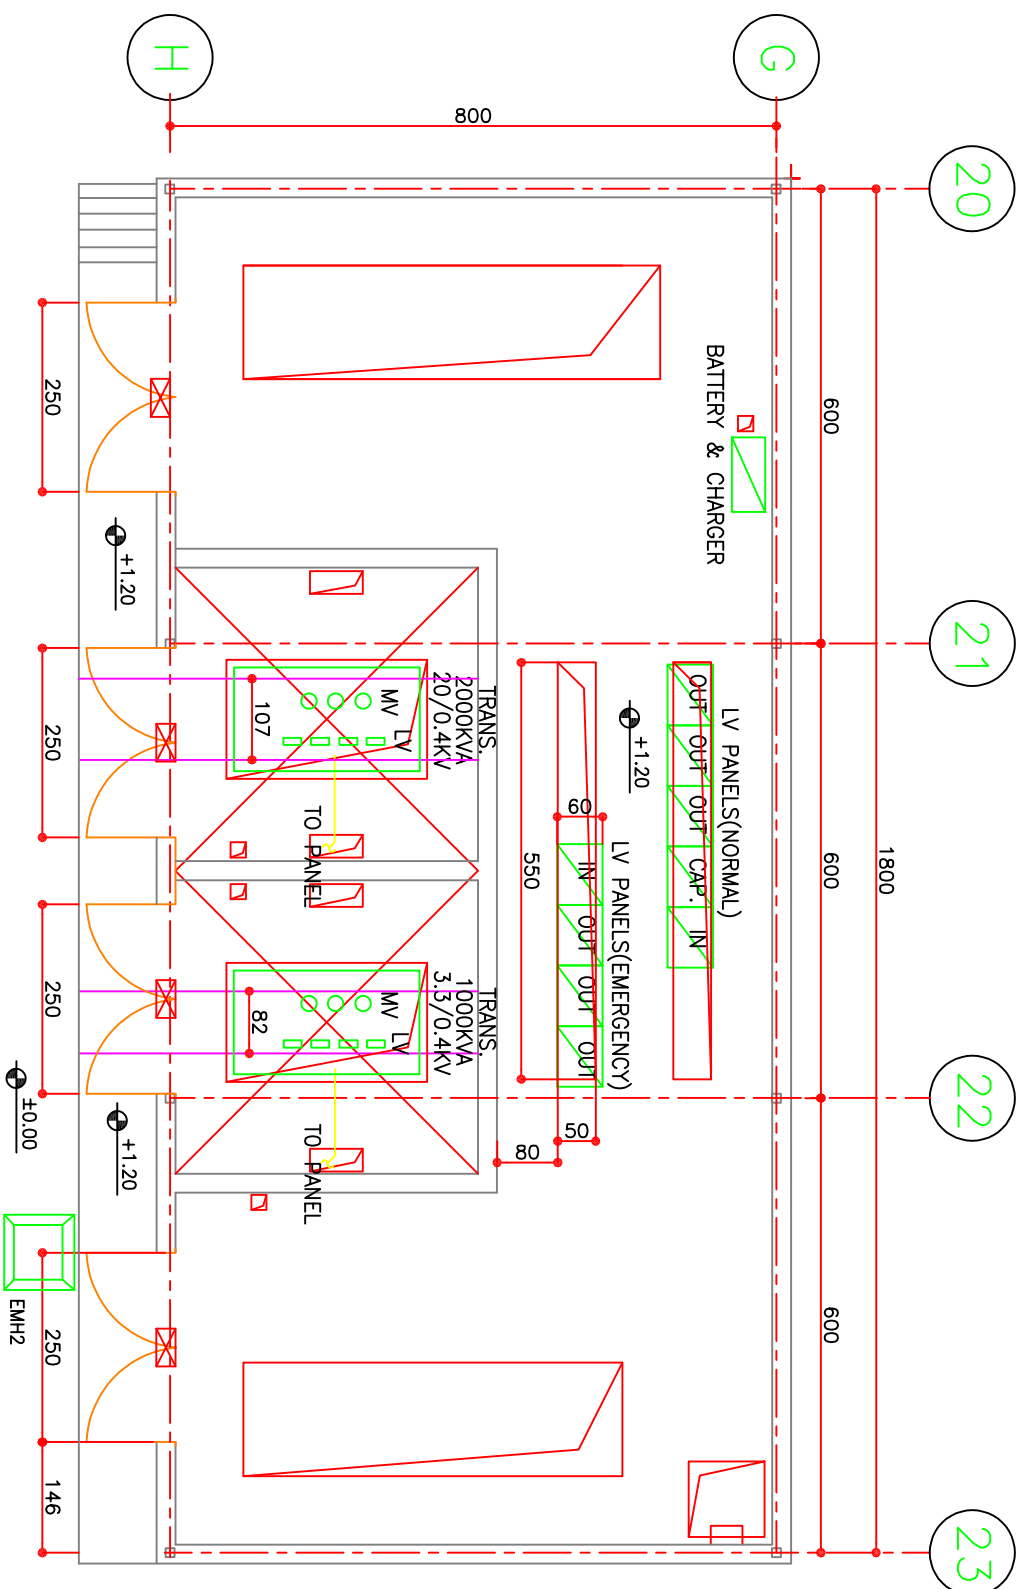 H
G
20
21
22
23
800
600
600
600
1800
BATTERY & CHARGER
250
+1.20
250
107
MV
LV
TRANS.
2000KVA
20/0.4KV
TO PANEL
LV PANELS(NORMAL)
OUT
OUT
OUT
CAP.
IN
+1.20
60
550
LV PANELS(EMERGENCY)
IN
OUT
OUT
OUT
50
80
250
82
MV
LV
TRANS.
1000KVA
3.3/0.4KV
TO PANEL
±0.00
+1.20
EMH2
250
146